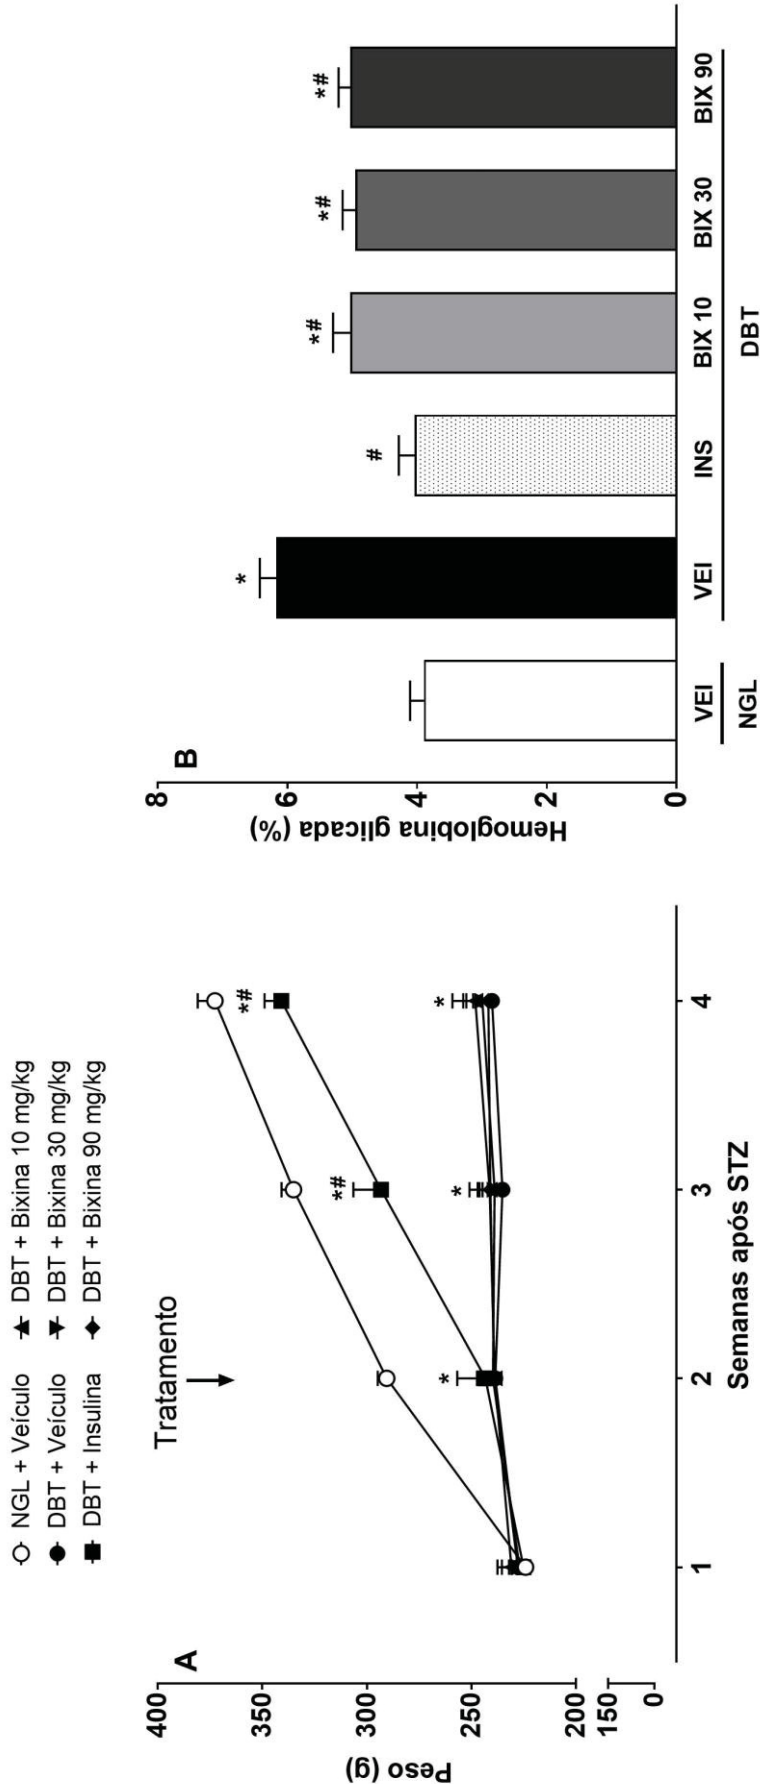 NGL + Veículo
DBT + Veículo
DBT + Insulina
DBT + Bixina 10 mg/kg
DBT + Bixina 30 mg/kg
DBT + Bixina 90 mg/kg
A
Peso (g)
400
350
300
250
200
150
0
Tratamento
*
*#
*
*#
*
1
2
3
4
Semanas após STZ
B
Hemoglobina glicada (%)
8
6
4
2
0
*
#
*#
*#
*#
VEI
VEI
INS
BIX 10
BIX 30
BIX 90
NGL
DBT